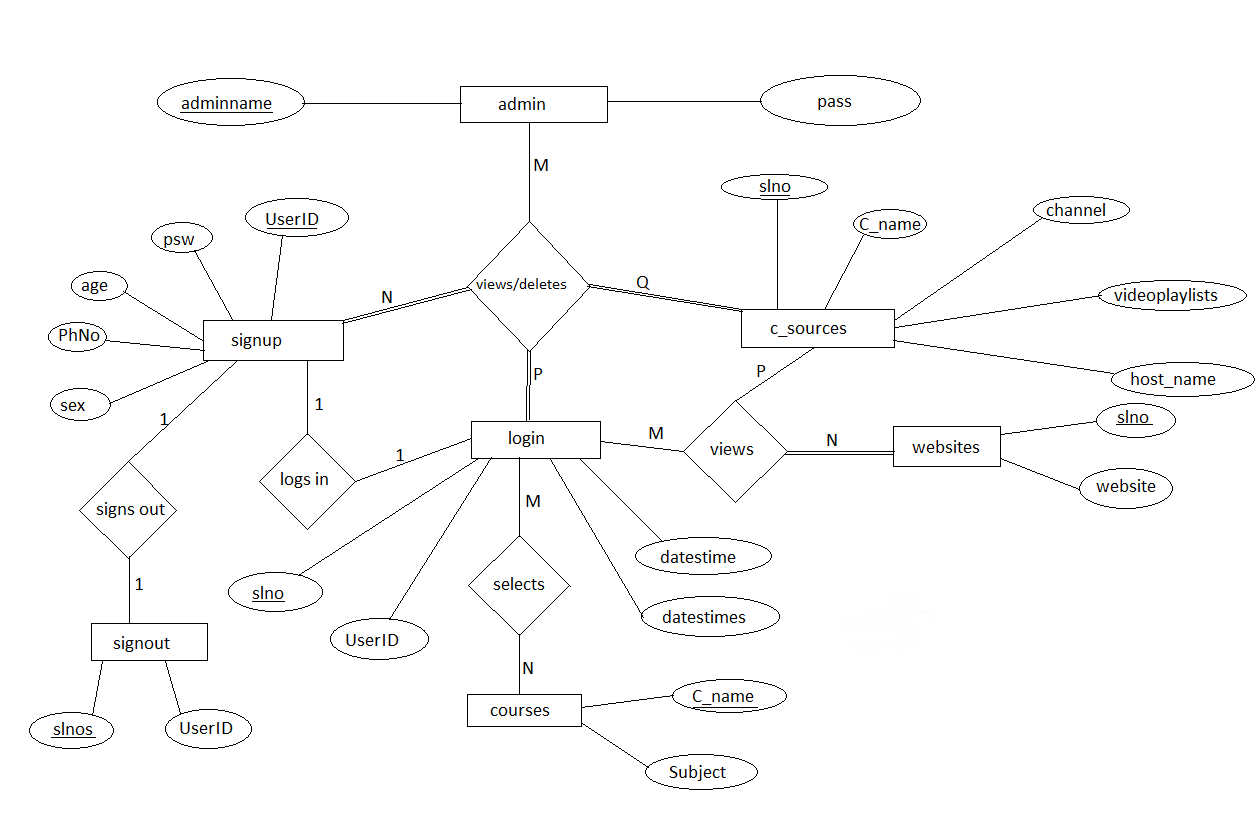 adminname
admin
pass
M
slno
UserID
C_name
channel
psw
age
views/deletes
Q
N
videoplaylists
PhNo
signup
c_sources
host_name
P
P
sex
1
1
slno
M
N
login
views
websites
1
logs in
website
signs out
M
datestime
selects
slno
1
datestimes
UserID
signout
N
C_name
courses
slnos
UserID
Subject